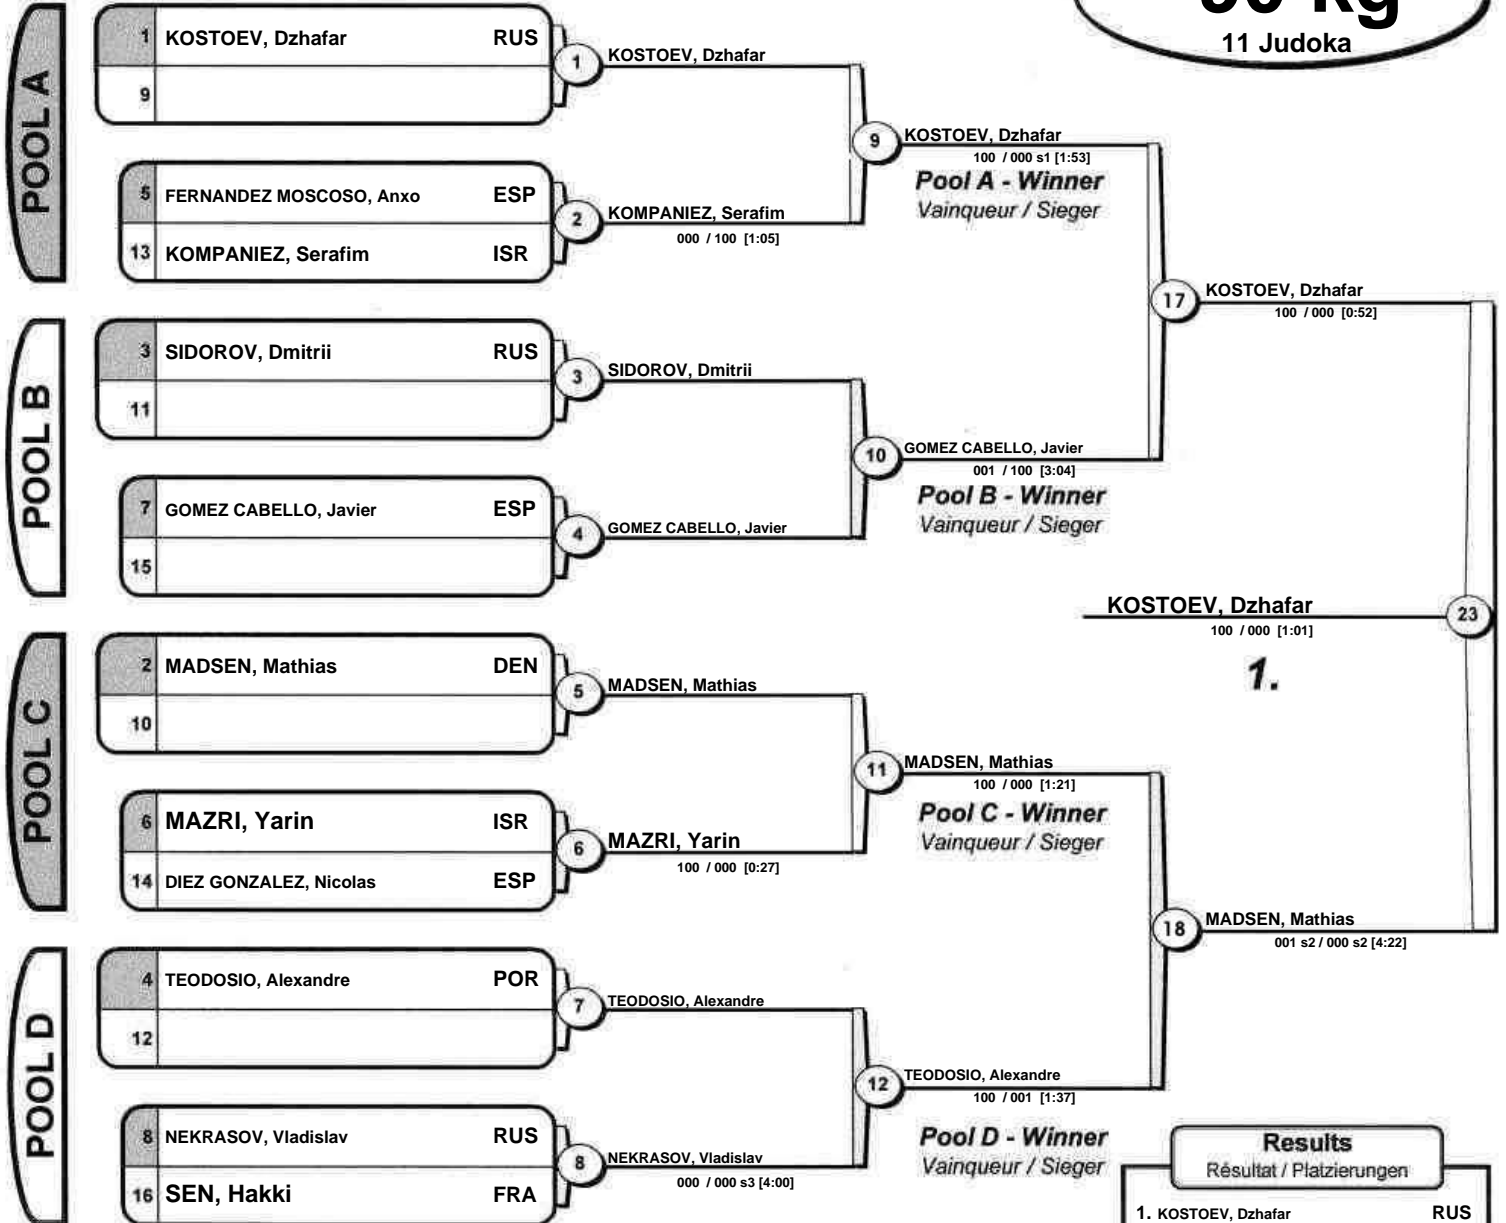 kg
11 Judoka
POOL A
1 KOSTOEV, Dzhafar RUS
9
1 KOSTOEV, Dzhafar
5 FERNANDEZ MOSCOSO, Anxo ESP
13 KOMPANIEZ, Serafim ISR
2 KOMPANIEZ, Serafim
000 / 100 [1:05]
9 KOSTOEV, Dzhafar
100 / 000 s1 [1:53]
Pool A - Winner
Vainqueur / Sieger
POOL B
3 SIDOROV, Dmitrii RUS
11
3 SIDOROV, Dmitrii
7 GOMEZ CABELLO, Javier ESP
15
4 GOMEZ CABELLO, Javier
10 GOMEZ CABELLO, Javier
001 / 100 [3:04]
Pool B - Winner
Vainqueur / Sieger
17 KOSTOEV, Dzhafar
100 / 000 [0:52]
KOSTOEV, Dzhafar 23
100 / 000 [1:01]
1.
POOL C
2 MADSEN, Mathias DEN
10
5 MADSEN, Mathias
6 MAZRI, Yarin ISR
14 DIEZ GONZALEZ, Nicolas ESP
6 MAZRI, Yarin
100 / 000 [0:27]
11 MADSEN, Mathias
100 / 000 [1:21]
Pool C - Winner
Vainqueur / Sieger
18 MADSEN, Mathias
001 s2 / 000 s2 [4:22]
POOL D
4 TEODOSIO, Alexandre POR
12
7 TEODOSIO, Alexandre
8 NEKRASOV, Vladislav RUS
16 SEN, Hakki FRA
8 NEKRASOV, Vladislav
000 / 000 s3 [4:00]
12 TEODOSIO, Alexandre
100 / 001 [1:37]
Pool D - Winner
Vainqueur / Sieger
Results
Résultat / Platzierungen
1. KOSTOEV, Dzhafar RUS